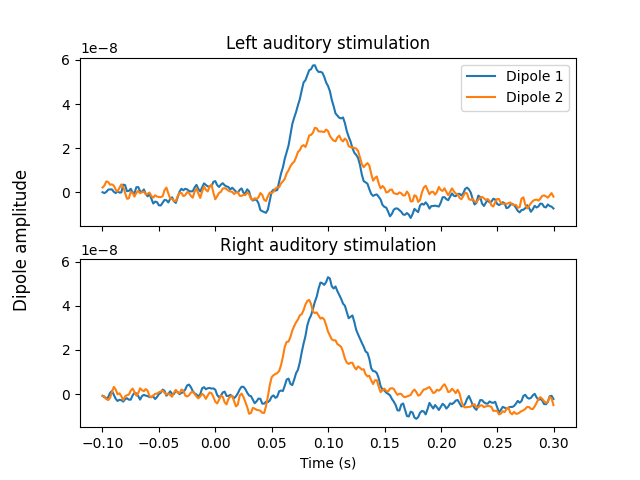 Left auditory stimulation
1e−8
6
4
2
0
Dipole 1
Dipole 2
Dipole amplitude
Right auditory stimulation
1e−8
6
4
2
0
−0.10 −0.05 0.00 0.05 0.10 0.15 0.20 0.25 0.30
Time (s)